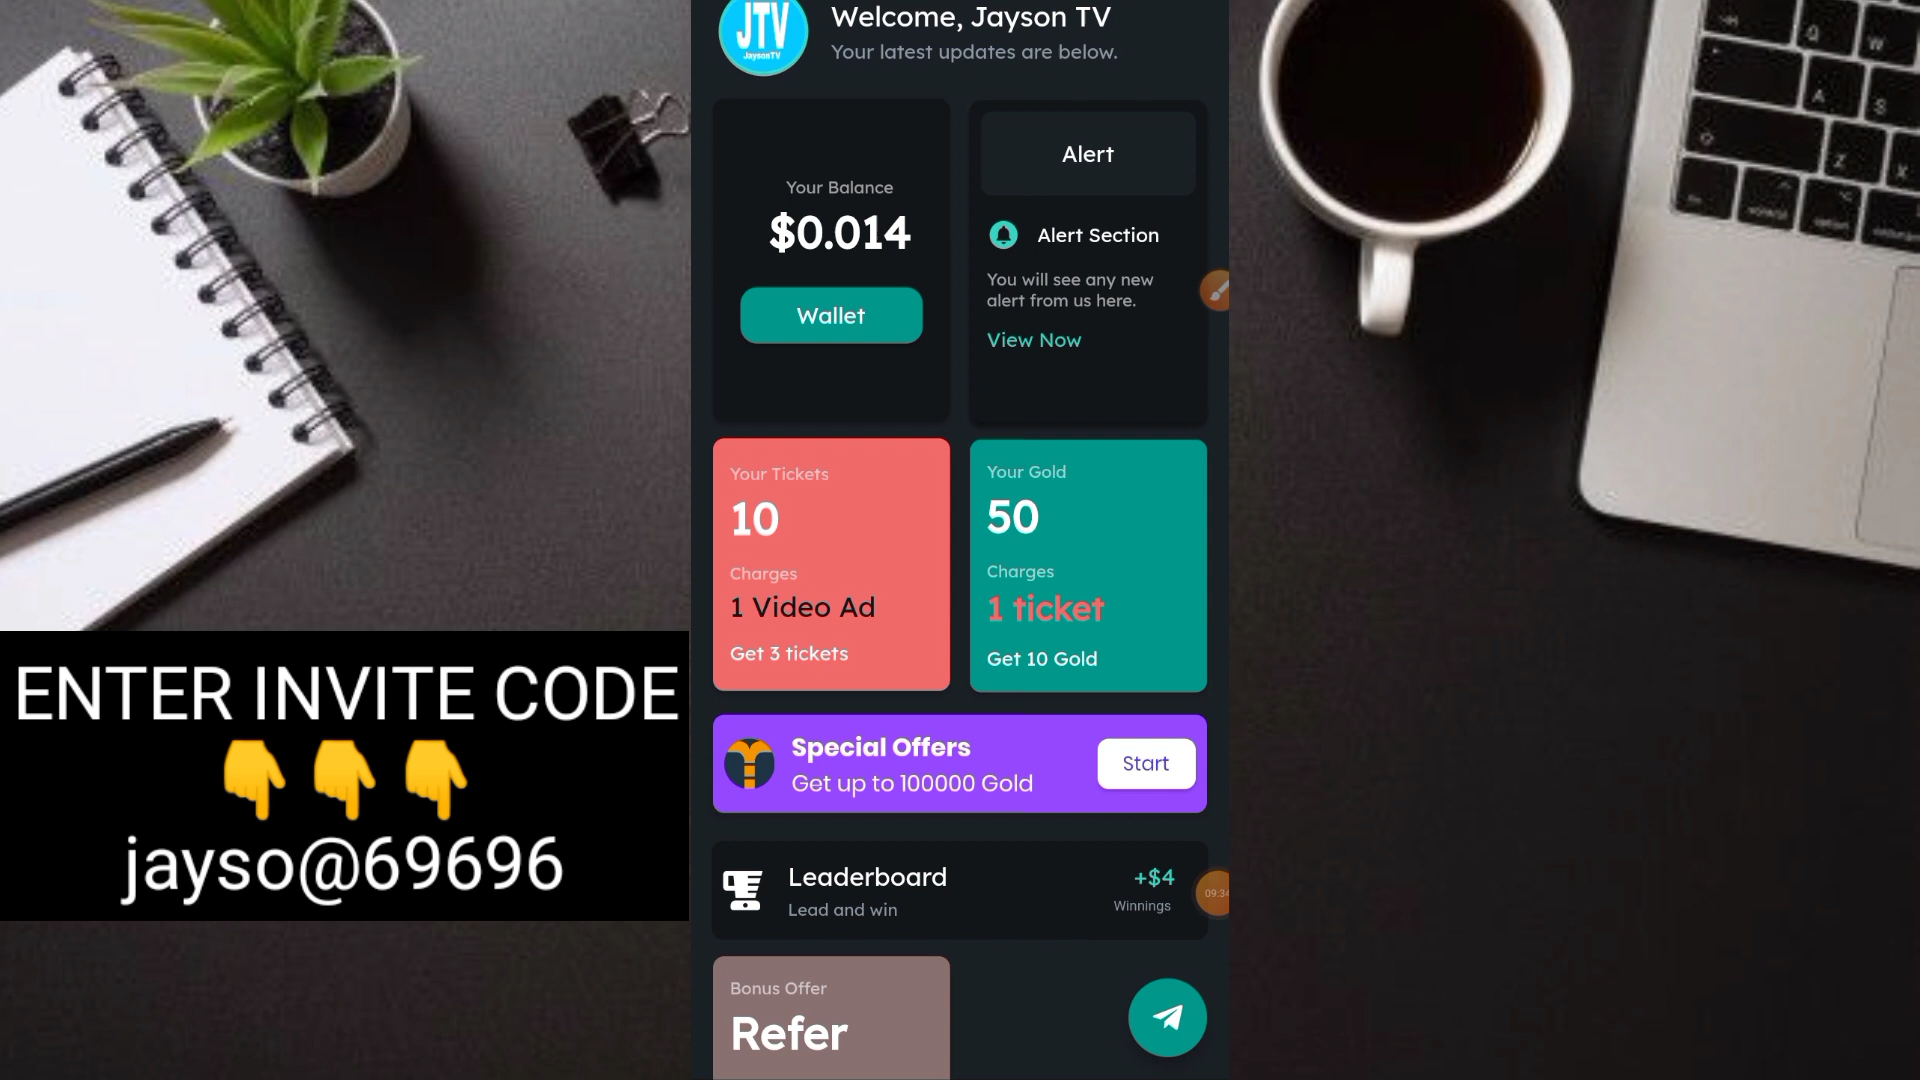 JTV
JaysonTV
Welcome, Jayson TV
Your latest updates are below.
Your Balance
$0.014
Wallet
Alert
Alert Section
You will see any new
alert from us here.
View Now
Your Tickets
10
Charges
1 Video Ad
Get 3 tickets
Your Gold
50
Charges
1 ticket
Get 10 Gold
Special Offers
Get up to 100000 Gold
Start
Leaderboard
Lead and win
+$4
Winnings
09:34
Bonus Offer
Refer
ENTER INVITE CODE
👇👇👇
jayso@69696
Q
W
A
S
Z
X